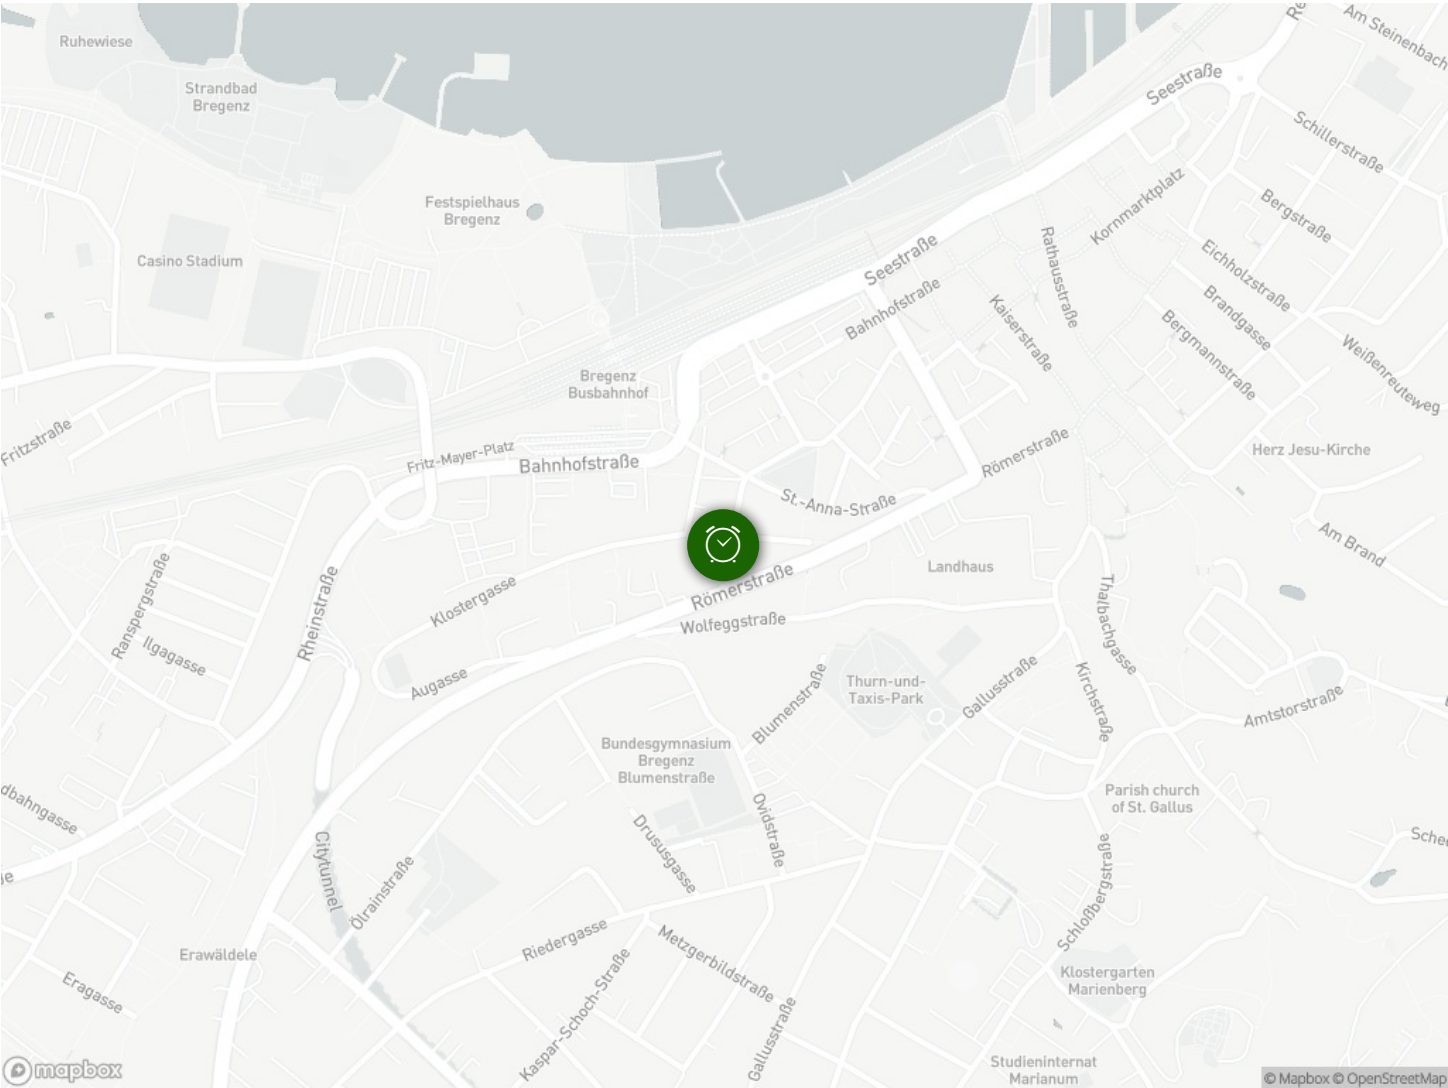 Ruhewiese
Am Steinenbach
Strandbad
Bregenz
Seestraße
Schillerstraße
Festspielhaus
Bregenz
Kornmarktplatz
Bergstraße
Casino Stadium
Seestraße
Rathausstraße
Eichholzstraße
Bahnhofstraße
Kaiserstraße
Brandgasse
Bergmannstraße
Weißenreuteweg
Bregenz
Busbahnhof
Fritzstraße
Fritz-Mayer-Platz
Bahnhofstraße
Römerstraße
Herz Jesu-Kirche
St.-Anna-Straße
Am Brand
Landhaus
Ranspergstraße
Rheinstraße
Klostergasse
Römerstraße
Wolfeggstraße
Thalbachgasse
Ilgagasse
Augasse
Blumenstraße
Thurn-und-
Taxis-Park
Gallusstraße
Kirchstraße
Amtstorstraße
Bundesgymnasium
Bregenz
Blumenstraße
Parish church
of St. Gallus
dbahngasse
Citytunnel
Drususgasse
Ovidstraße
Schloßbergstraße
Ölrainstraße
Erawäldele
Riedergasse
Metzgerbildstraße
Eragasse
Kaspar-Schoch-Straße
Gallusstraße
Klostergarten
Marienberg
Studieninternat
Marianum
mapbox
© Mapbox © OpenStreetMap